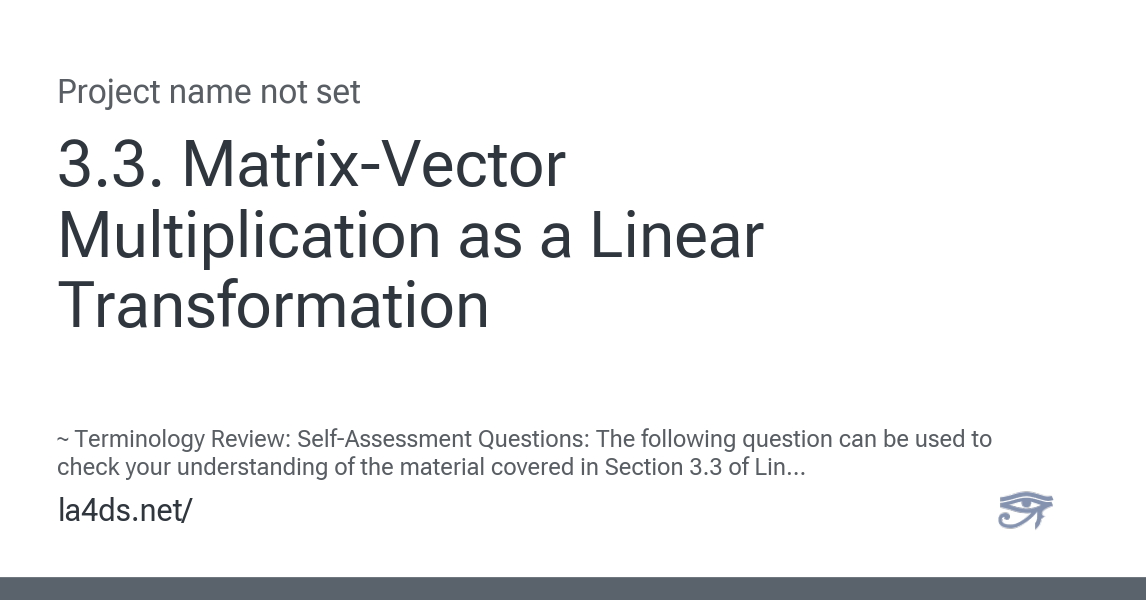 Project name not set
3.3. Matrix-Vector
Multiplication as a Linear
Transformation
~ Terminology Review: Self-Assessment Questions: The following question can be used to
check your understanding of the material covered in Section 3.3 of Lin...
la4ds.net/